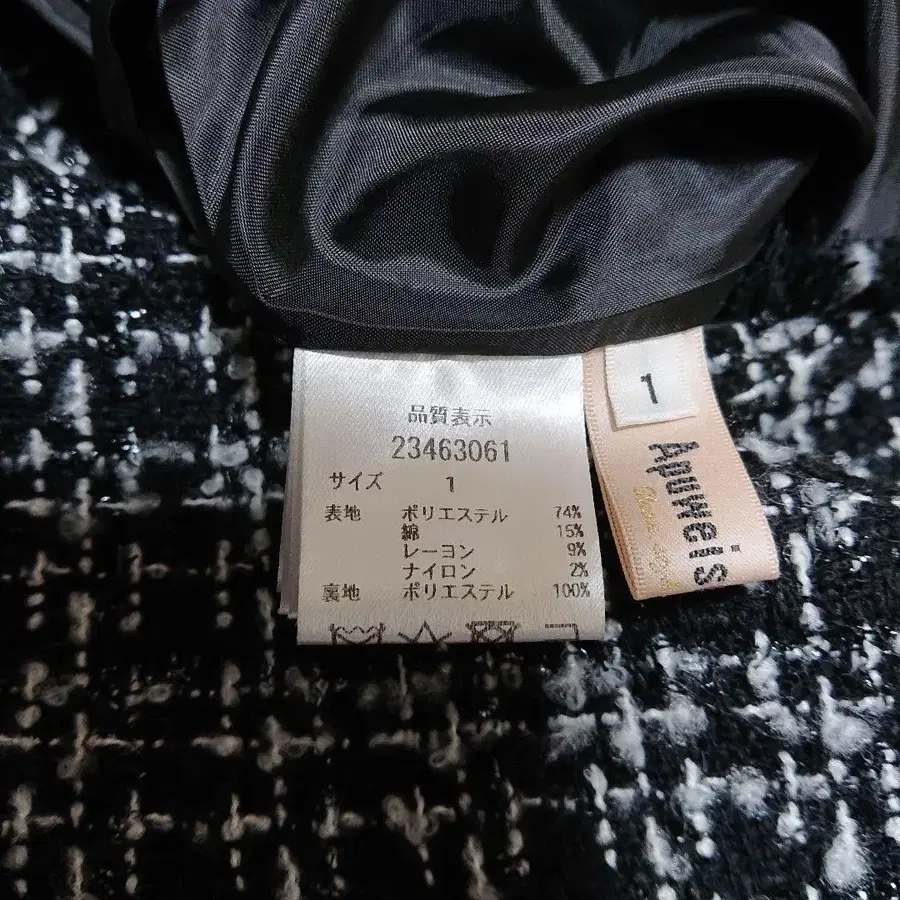 品質表示
23463061
サイズ 1
表地 ポリエステル 74%
綿 15%
レーヨン 9%
ナイロン 2%
裏地 ポリエステル 100%
1
Apuweis